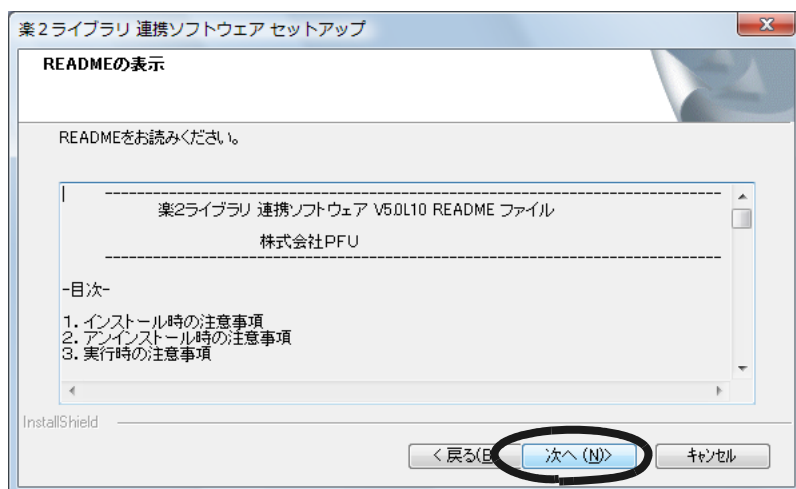 楽2ライブラリ 連携ソフトウェア セットアップ
READMEの表示
READMEをお読みください。
------------------------------------------------------------------------------
楽2ライブラリ 連携ソフトウェア V5.0L10 README ファイル
株式会社PFU
------------------------------------------------------------------------------
-目次-
1. インストール時の注意事項
2. アンインストール時の注意事項
3. 実行時の注意事項
InstallShield
< 戻る(B
次へ (N)>
キャンセル